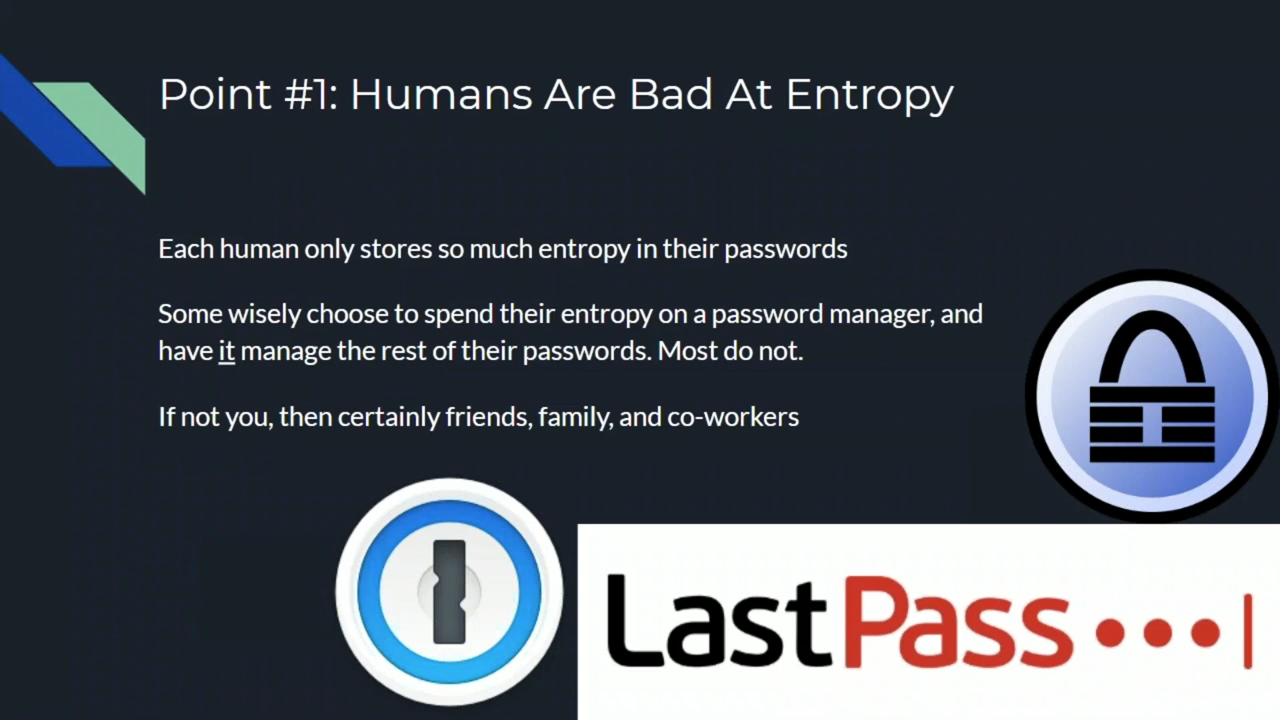 Point #1: Humans Are Bad At Entropy
Each human only stores so much entropy in their passwords
Some wisely choose to spend their entropy on a password manager, and
have it manage the rest of their passwords. Most do not.
If not you, then certainly friends, family, and co-workers
LastPass...|